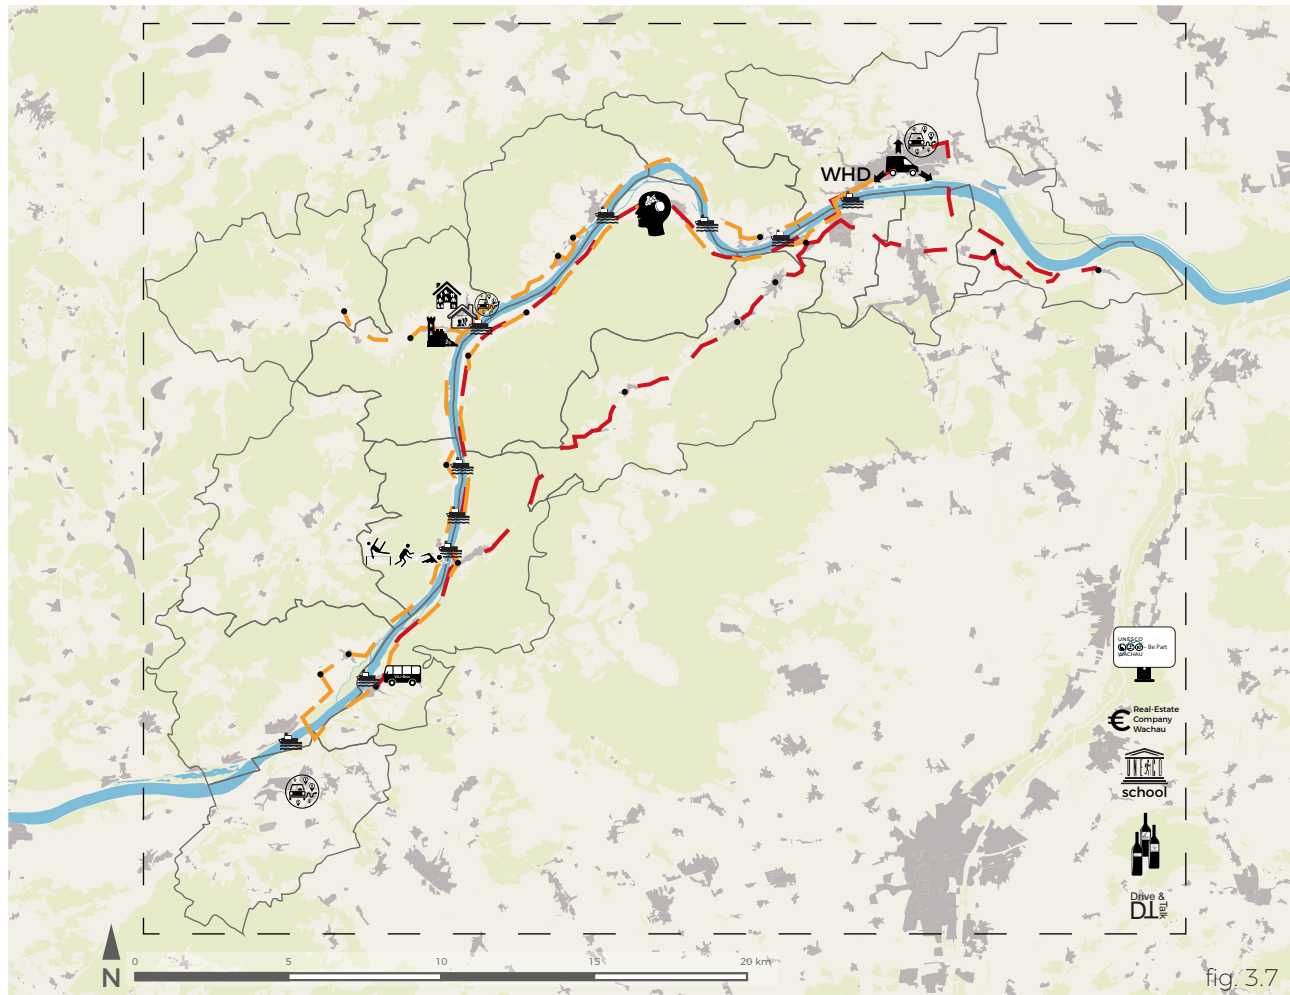 WHD
UNESCO
- Be Part
WACHAU
€ Real-Estate
Company
Wachau
school
Drive &
Talk
DT
0 5 10 15 20 km
N
fig. 3.7